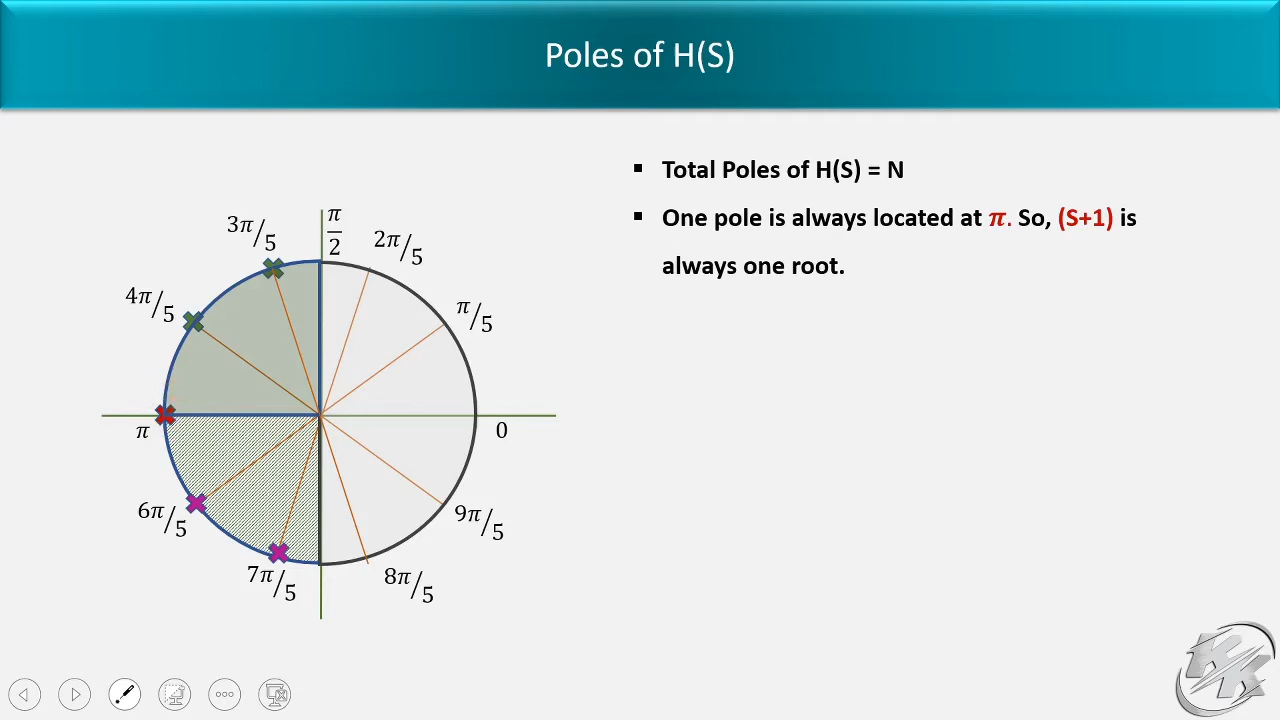 Poles of H(S)
▪ Total Poles of H(S) = N
▪ One pole is always located at π. So, (S+1) is
always one root.
π/2
3π/5
2π/5
4π/5
π/5
π
0
6π/5
9π/5
7π/5
8π/5
KK